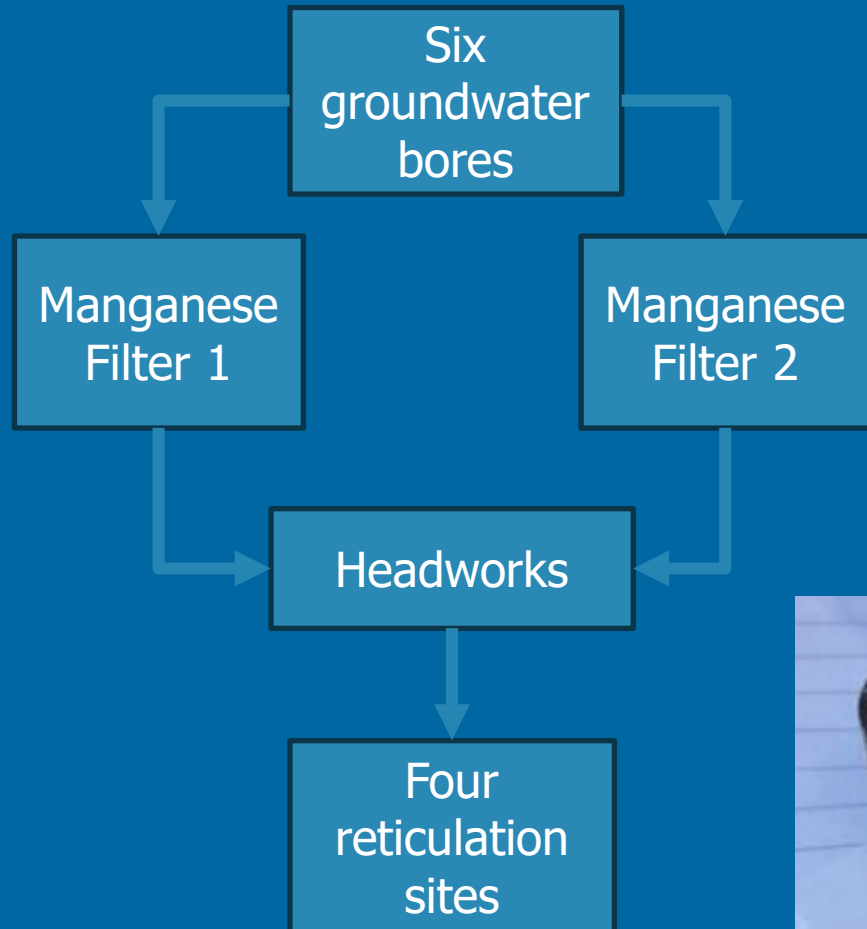 Six
groundwater
bores
Manganese
Filter 1
Manganese
Filter 2
Headworks
Four
reticulation
sites